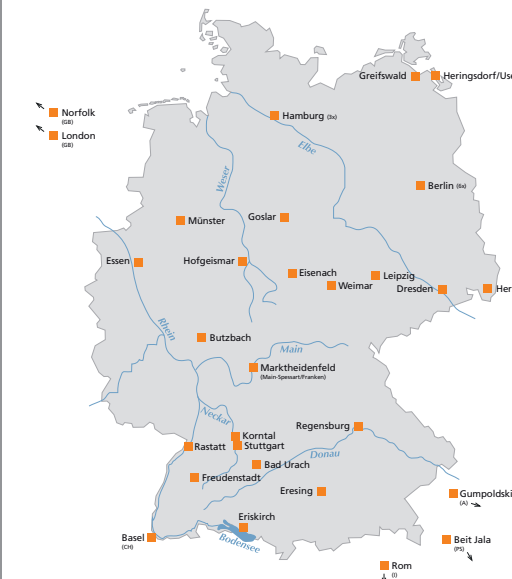 Greifswald
Heringsdorf/Use
Norfolk
(GB)
Hamburg (3x)
London
(GB)
Elbe
Weser
Berlin (6x)
Münster
Goslar
Essen
Hofgeismar
Eisenach
Leipzig
Weimar
Dresden
Her
Rhein
Butzbach
Main
Marktheidenfeld
(Main-Spessart/Franken)
Neckar
Regensburg
Korntal
Rastatt
Stuttgart
Donau
Bad Urach
Freudenstadt
Eresing
Gumpoldski
(A)
Eriskirch
Basel
(CH)
Bodensee
Beit Jala
(PS)
Rom
(I)